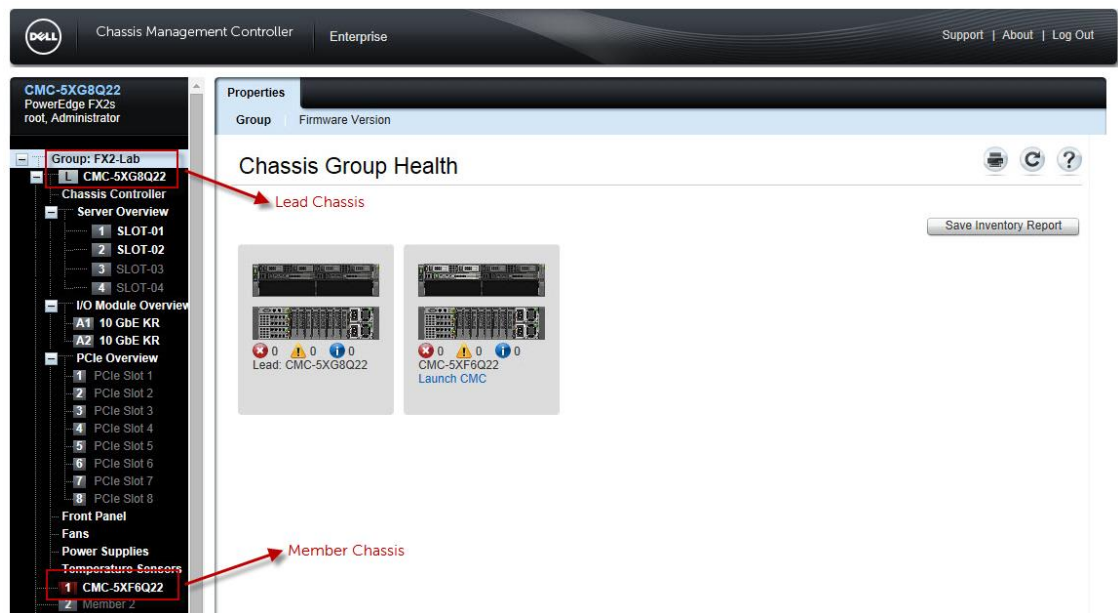 DELL
Chassis Management Controller
Enterprise
Support | About | Log Out
CMC-5XG8Q22
PowerEdge FX2s
root, Administrator
Properties
Group
Firmware Version
Group: FX2-Lab
L CMC-5XG8Q22
Chassis Controller
Server Overview
1 SLOT-01
2 SLOT-02
3 SLOT-03
4 SLOT-04
I/O Module Overview
A1 10 GbE KR
A2 10 GbE KR
PCIe Overview
1 PCIe Slot 1
2 PCIe Slot 2
3 PCIe Slot 3
4 PCIe Slot 4
5 PCIe Slot 5
6 PCIe Slot 6
7 PCIe Slot 7
8 PCIe Slot 8
Front Panel
Fans
Power Supplies
Temperature Sensors
1 CMC-5XF6Q22
2 Member 2
Chassis Group Health
Lead Chassis
Save Inventory Report
0 0 0
Lead: CMC-5XG8Q22
0 0 0
CMC-5XF6Q22
Launch CMC
Member Chassis